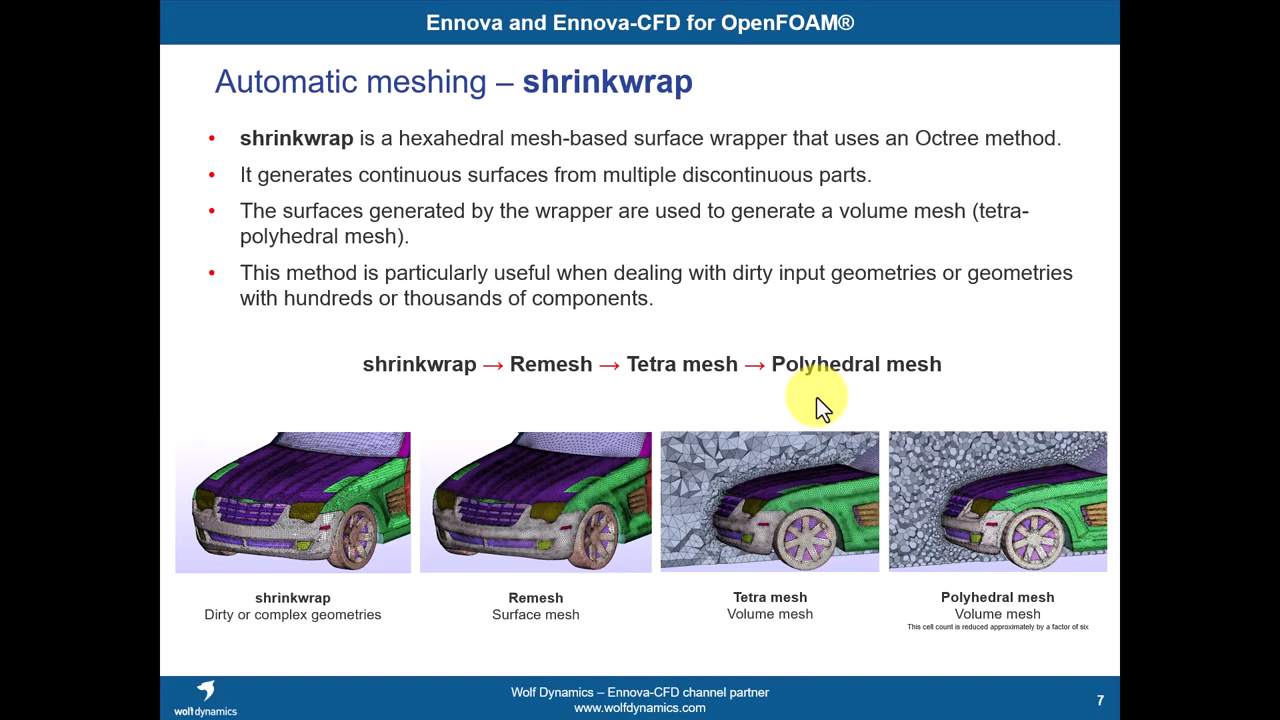 Ennova and Ennova-CFD for OpenFOAM®
Automatic meshing – shrinkwrap
• shrinkwrap is a hexahedral mesh-based surface wrapper that uses an Octree method.
• It generates continuous surfaces from multiple discontinuous parts.
• The surfaces generated by the wrapper are used to generate a volume mesh (tetra-
polyhedral mesh).
• This method is particularly useful when dealing with dirty input geometries or geometries
with hundreds or thousands of components.
shrinkwrap → Remesh → Tetra mesh → Polyhedral mesh
shrinkwrap
Dirty or complex geometries
Remesh
Surface mesh
Tetra mesh
Volume mesh
Polyhedral mesh
Volume mesh
This cell count is reduced approximately by a factor of six
wolf dynamics
Wolf Dynamics – Ennova-CFD channel partner
www.wolfdynamics.com
7